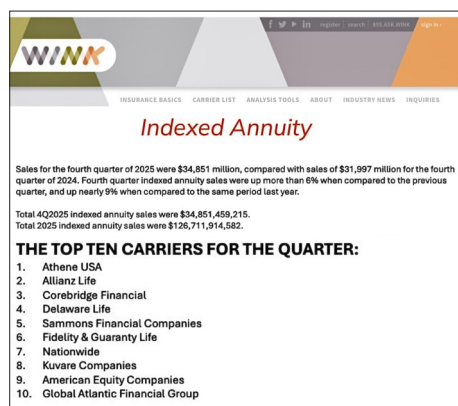 f y in register | search | 855.ASK.WINK sign in
WINK
INSURANCE BASICS CARRIER LIST ANALYSIS TOOLS ABOUT INDUSTRY NEWS INQUIRIES
Indexed Annuity
Sales for the fourth quarter of 2025 were $34,851 million, compared with sales of $31,997 million for the fourth
quarter of 2024. Fourth quarter indexed annuity sales were up more than 6% when compared to the previous
quarter, and up nearly 9% when compared to the same period last year.
Total 4Q2025 indexed annuity sales were $34,851,459,215.
Total 2025 indexed annuity sales were $126,711,914,582.
THE TOP TEN CARRIERS FOR THE QUARTER:
1. Athene USA
2. Allianz Life
3. Corebridge Financial
4. Delaware Life
5. Sammons Financial Companies
6. Fidelity & Guaranty Life
7. Nationwide
8. Kuvare Companies
9. American Equity Companies
10. Global Atlantic Financial Group